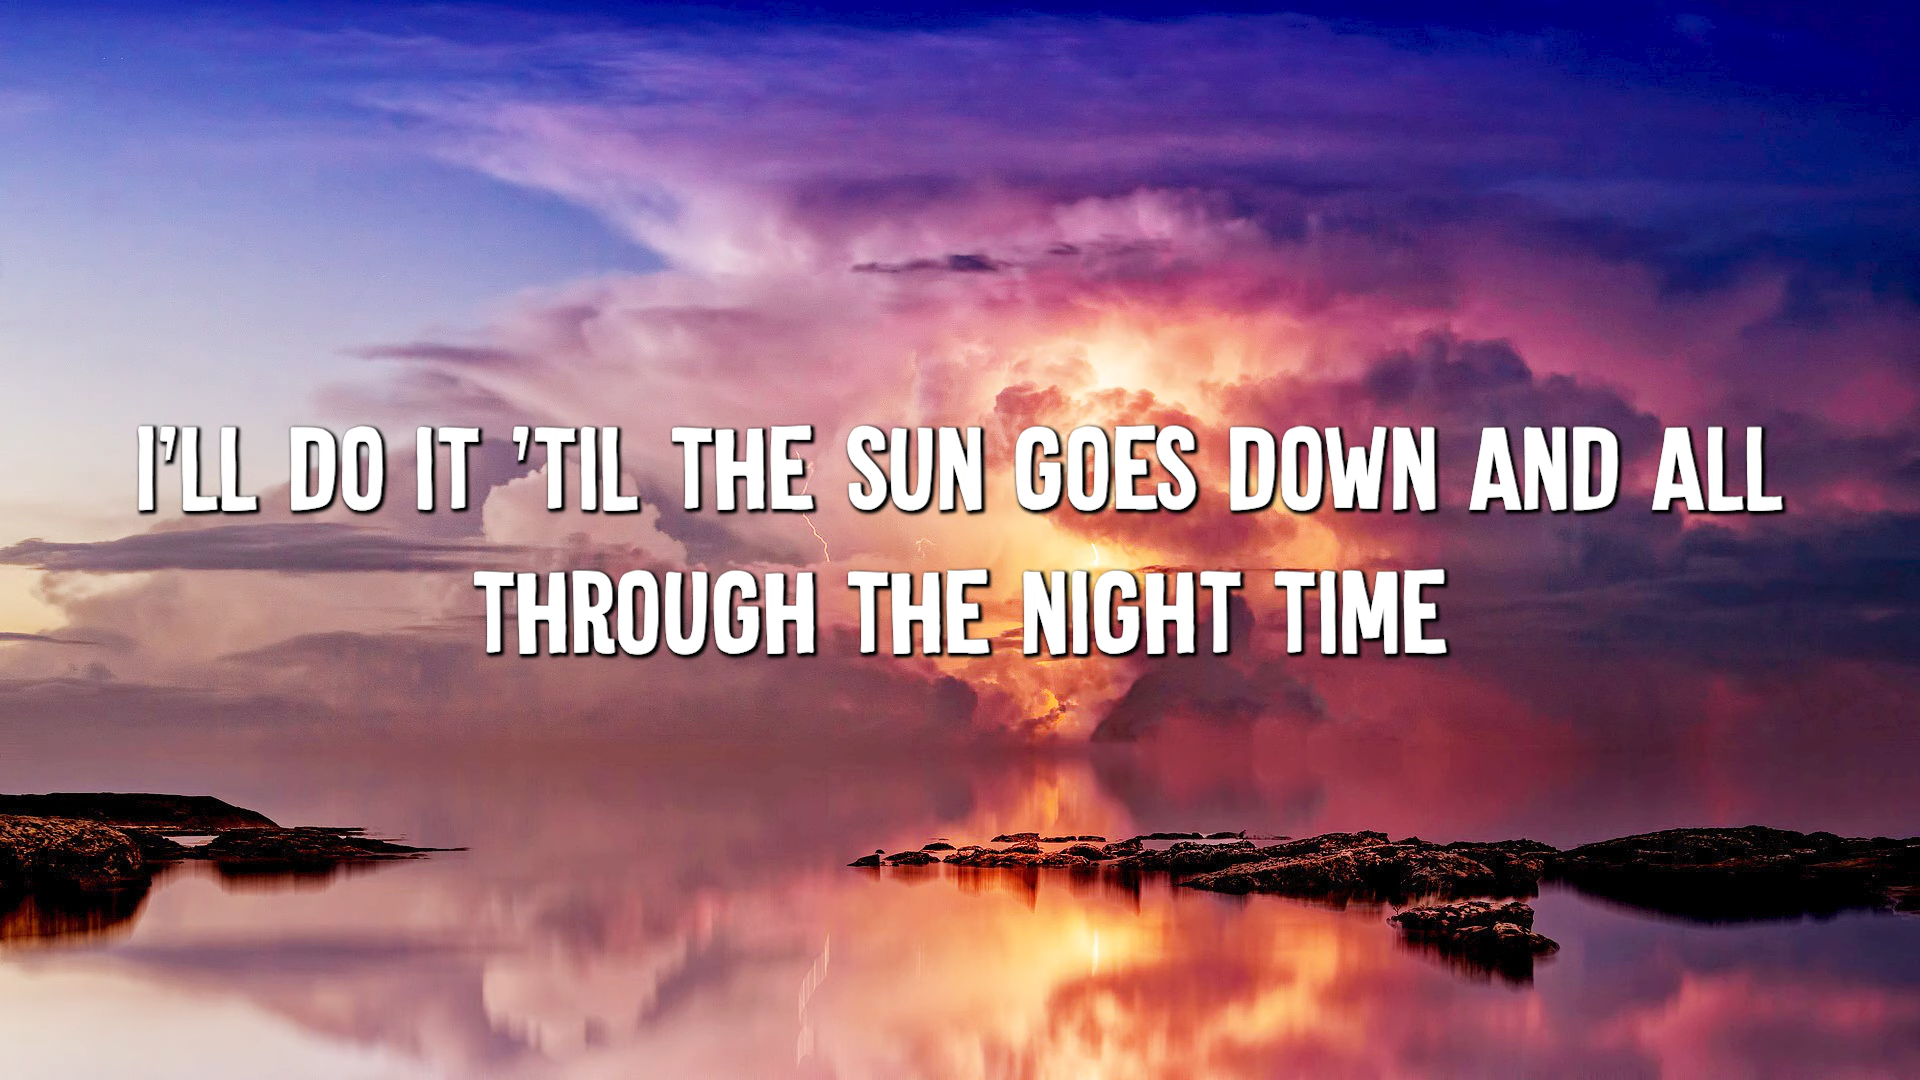 I'LL DO IT 'TIL THE SUN GOES DOWN AND ALL
THROUGH THE NIGHT TIME